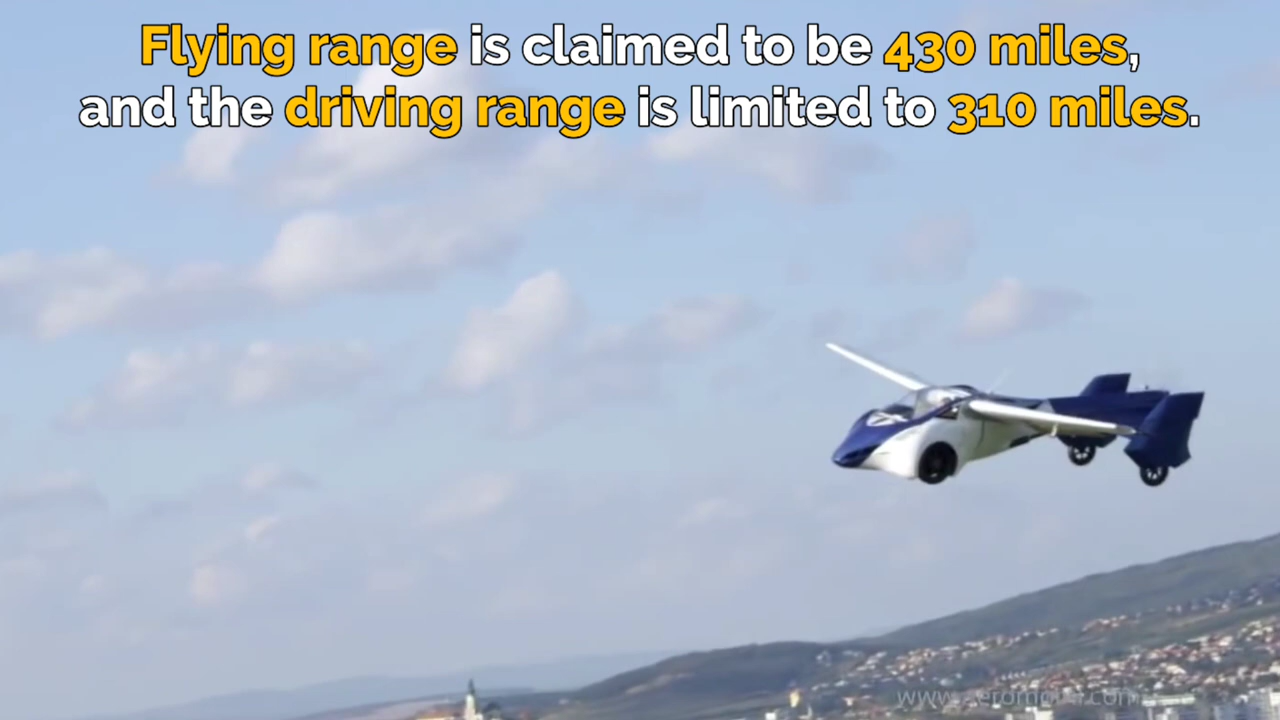 Flying range is claimed to be 430 miles,
and the driving range is limited to 310 miles.